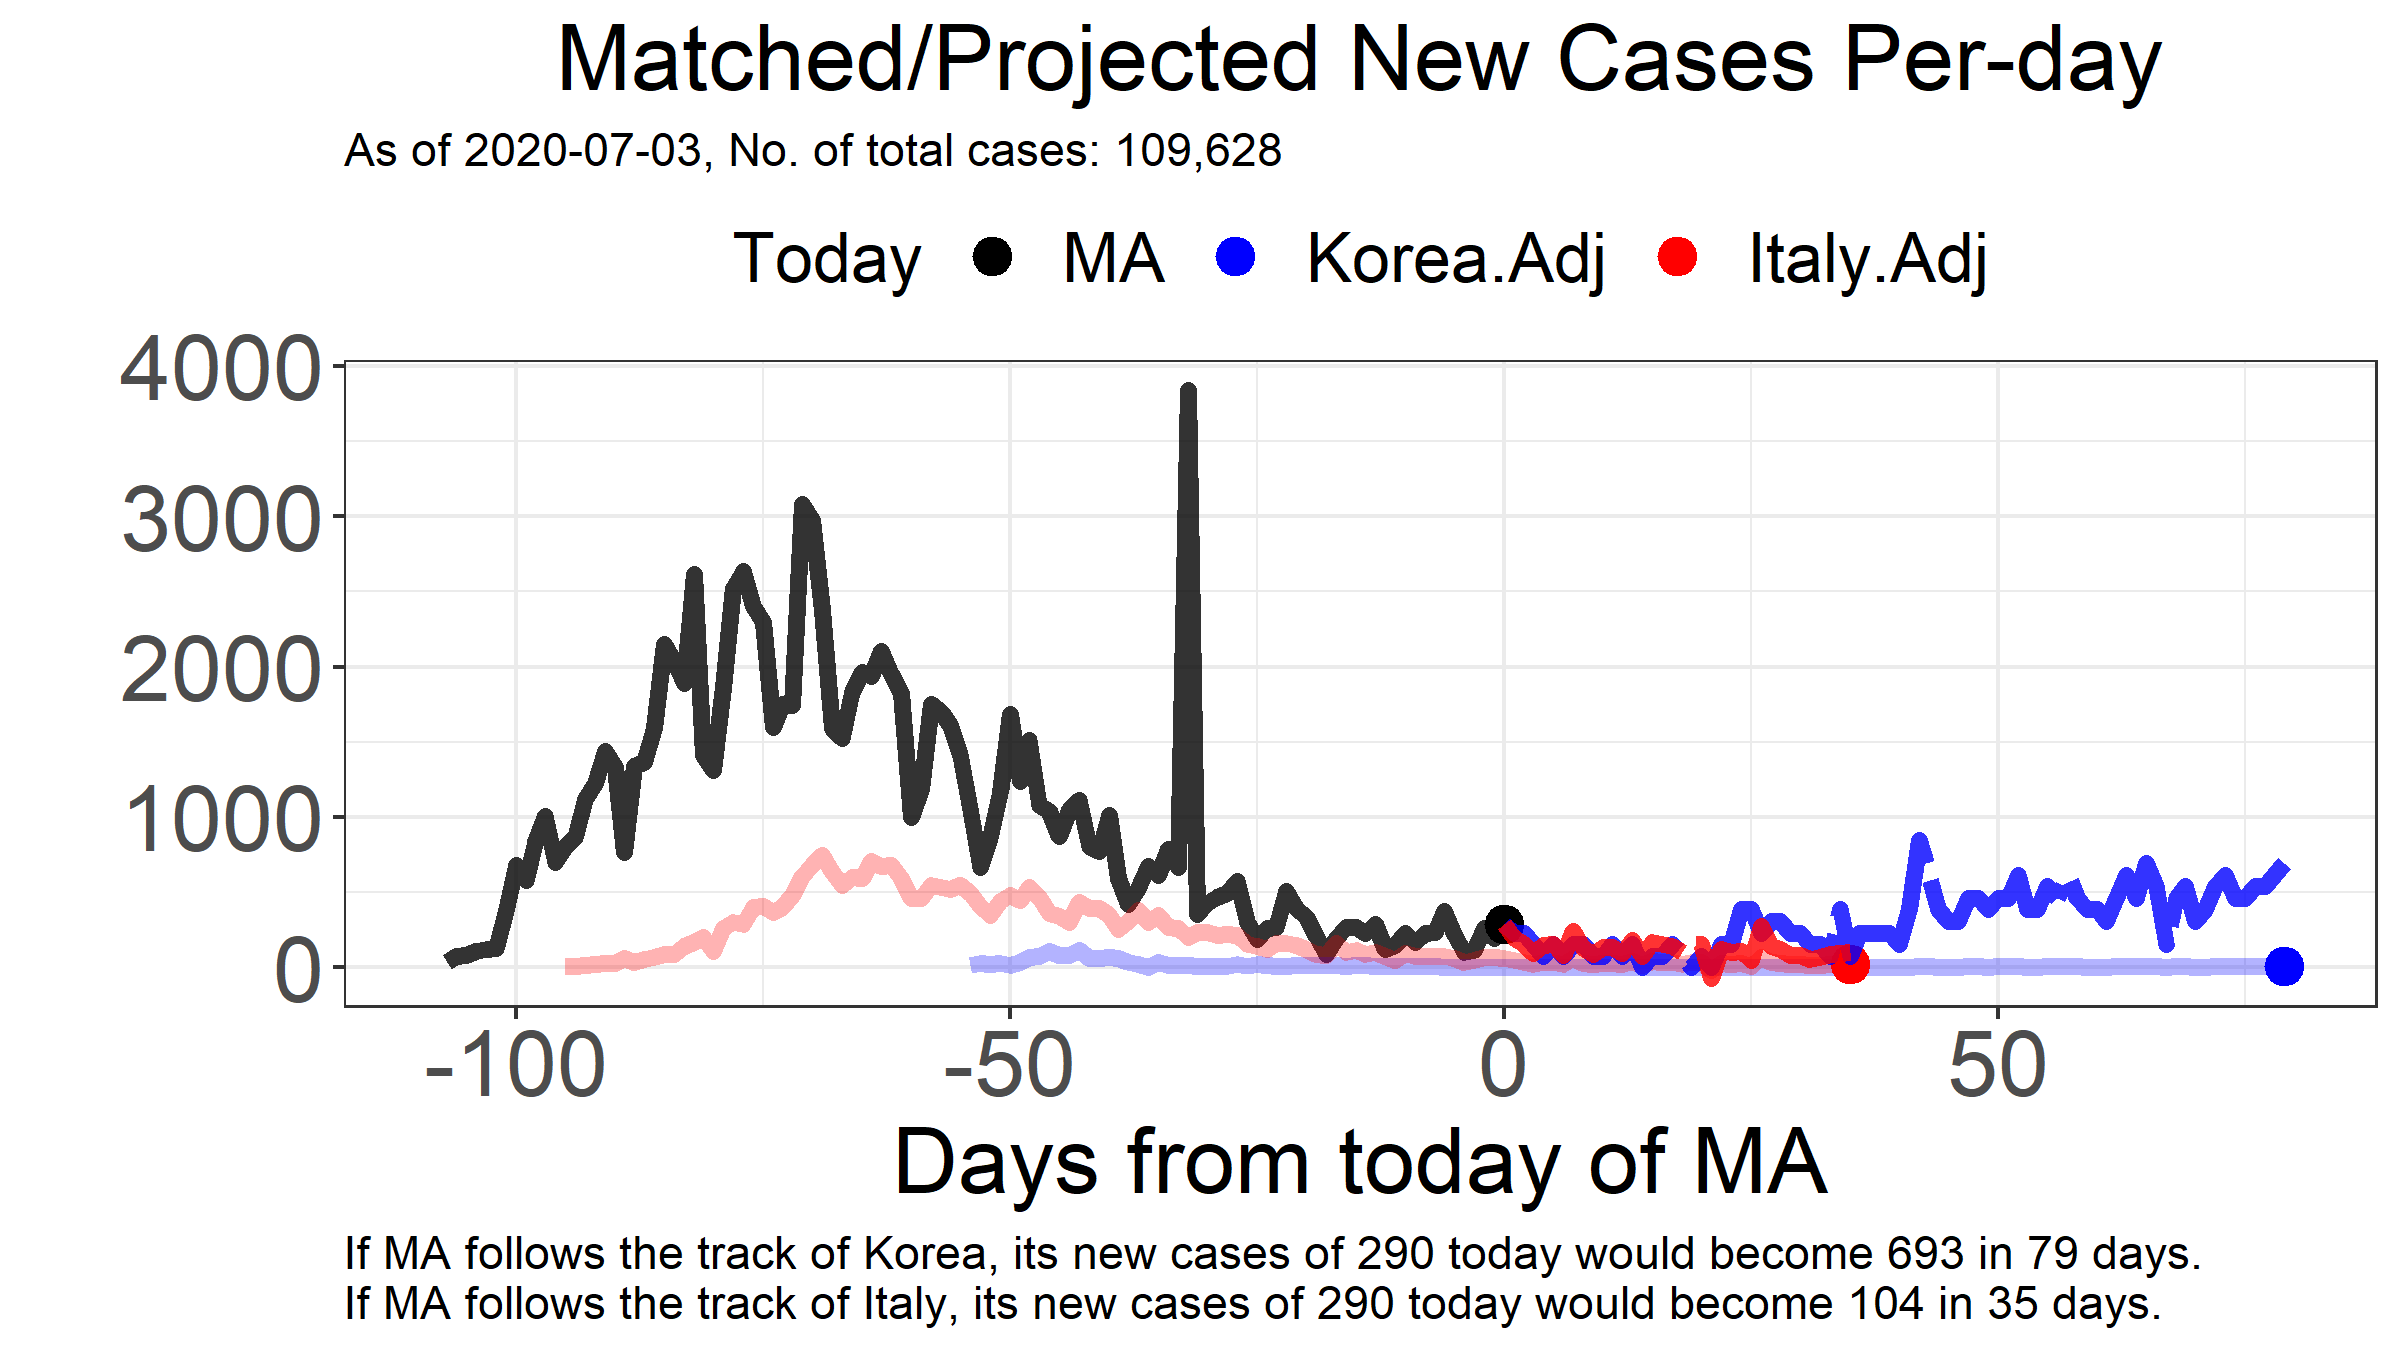 Matched/Projected New Cases Per-day
As of 2020-07-03, No. of total cases: 109,628
Today MA Korea.Adj Italy.Adj
4000
3000
2000
1000
0
-100 -50 0 50
Days from today of MA
If MA follows the track of Korea, its new cases of 290 today would become 693 in 79 days.
If MA follows the track of Italy, its new cases of 290 today would become 104 in 35 days.